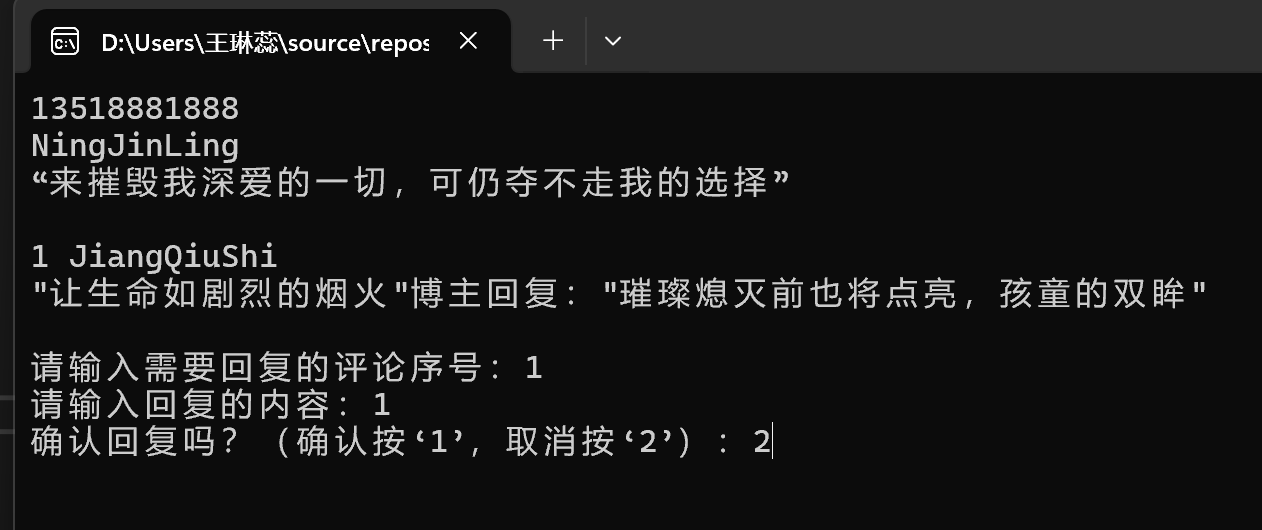 D:\Users\王琳蕊\source\repos
13518881888
NingJinLing
“来摧毁我深爱的一切，可仍夺不走我的选择”
1 JiangQiuShi
"让生命如剧烈的烟火"博主回复："璀璨熄灭前也将点亮，孩童的双眸"
请输入需要回复的评论序号：1
请输入回复的内容：1
确认回复吗？（确认按‘1’，取消按‘2’）：2